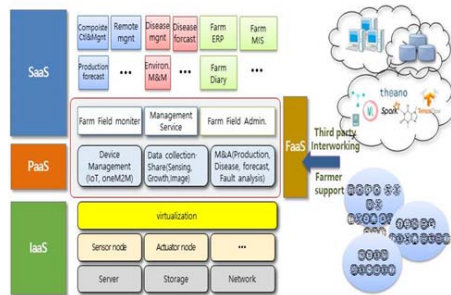 Composite
Ctl&Mgnt
Remote
mgnt
Disease
mgnt
Disease
forcast
Farm
ERP
Farm
MIS
Production
forecast
•••
Environ.
M&M
•••
Farm
Diary
•••
SaaS
Farm Field moniter
Management
Service
Farm Field Admin.
PaaS
Device
Management
(IoT, oneM2M)
Data collection·
Share(Sensing,
Growth,Image)
M&A(Production,
Disease, forecast,
Fault analysis)
FaaS
IaaS
virtualization
Sensor node
Actuator node
•••
Server
Storage
Network
theano
Spark
Third party
Interworking
Farmer
support